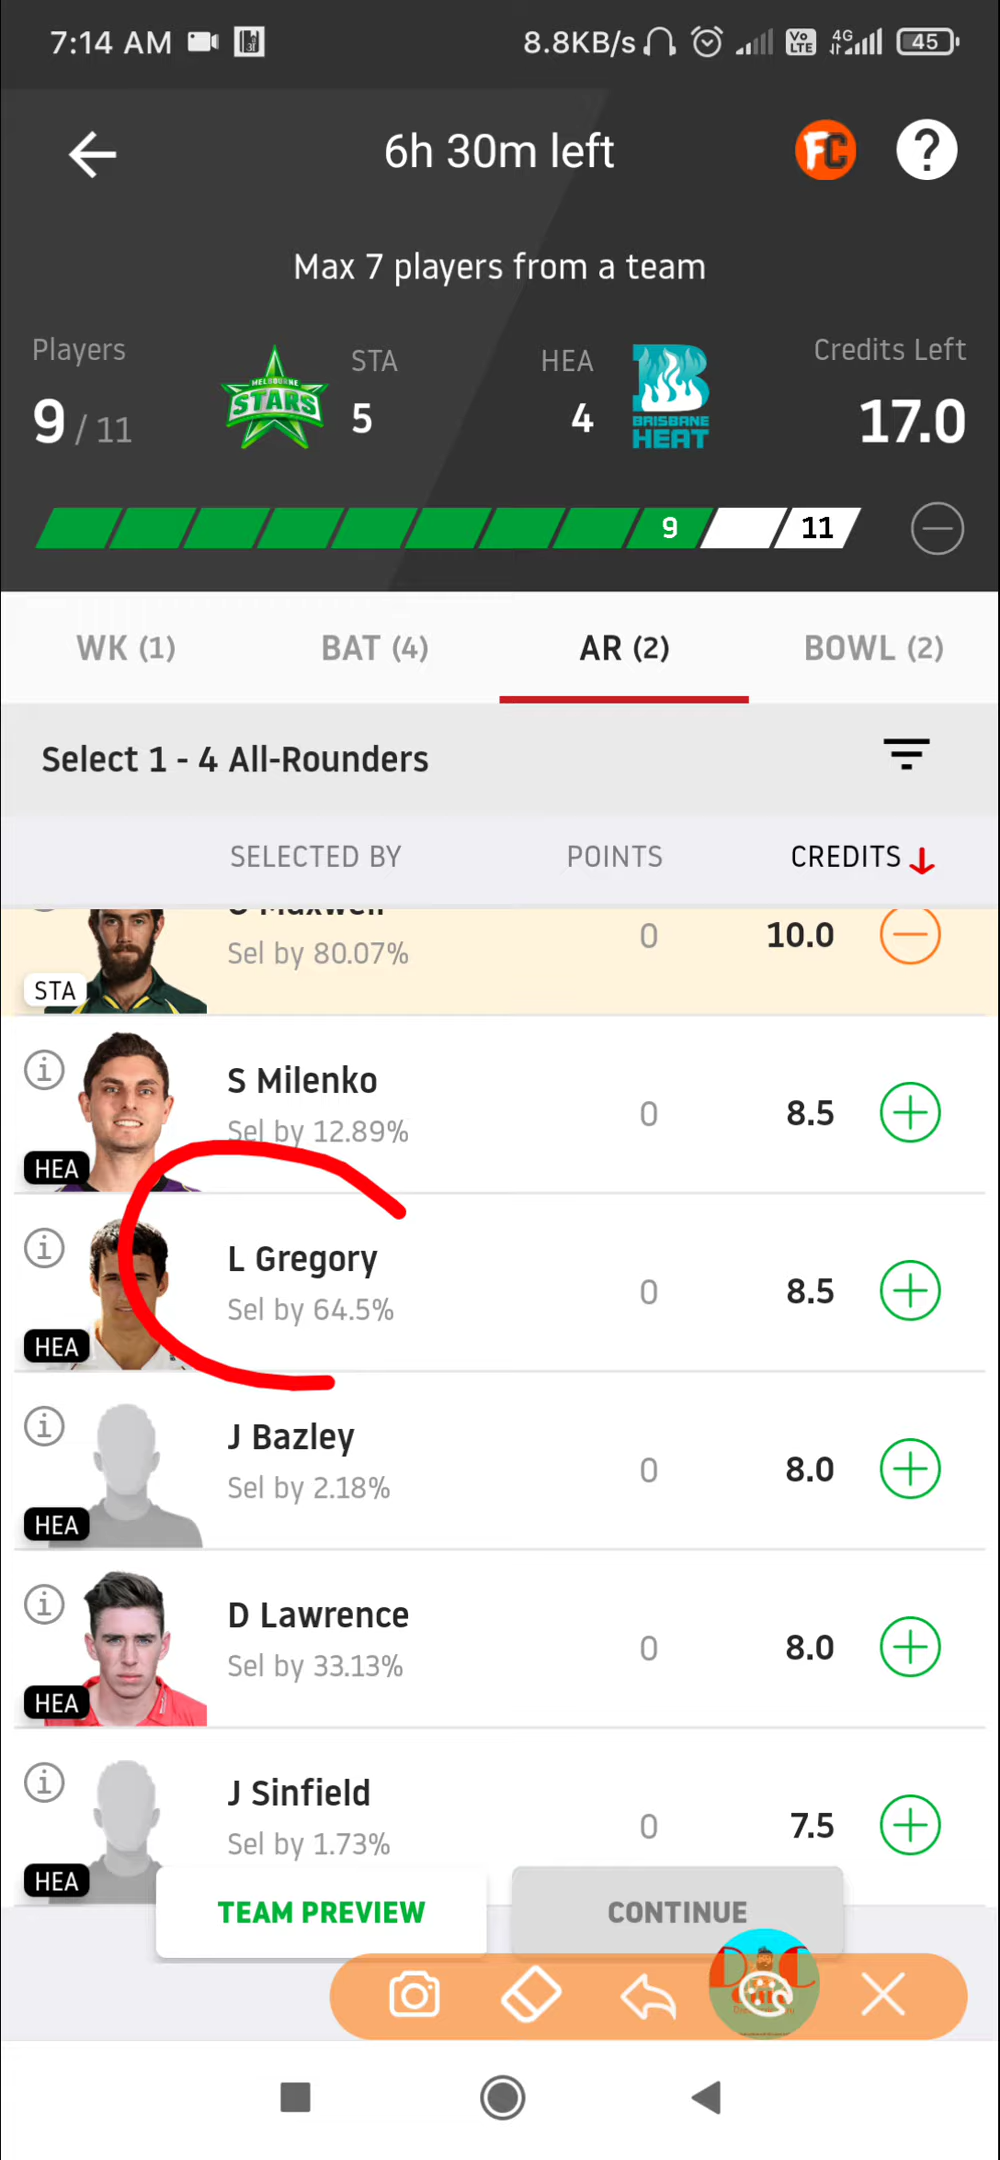 7:14 AM 31 8.8KB/s Vo LTE 4G 45
6h 30m left FC ?
Max 7 players from a team
Players STA HEA Credits Left
9 / 11 MELBOURNE STARS 5 4 B BRISBANE HEAT 17.0
9 11
WK (1) BAT (4) AR (2) BOWL (2)
Select 1 - 4 All-Rounders
SELECTED BY POINTS CREDITS
Maxwell
Sel by 80.07% 0 10.0
STA
S Milenko
Sel by 12.89% 0 8.5
HEA
L Gregory
Sel by 64.5% 0 8.5
HEA
J Bazley
Sel by 2.18% 0 8.0
HEA
D Lawrence
Sel by 33.13% 0 8.0
HEA
J Sinfield
Sel by 1.73% 0 7.5
HEA
TEAM PREVIEW CONTINUE